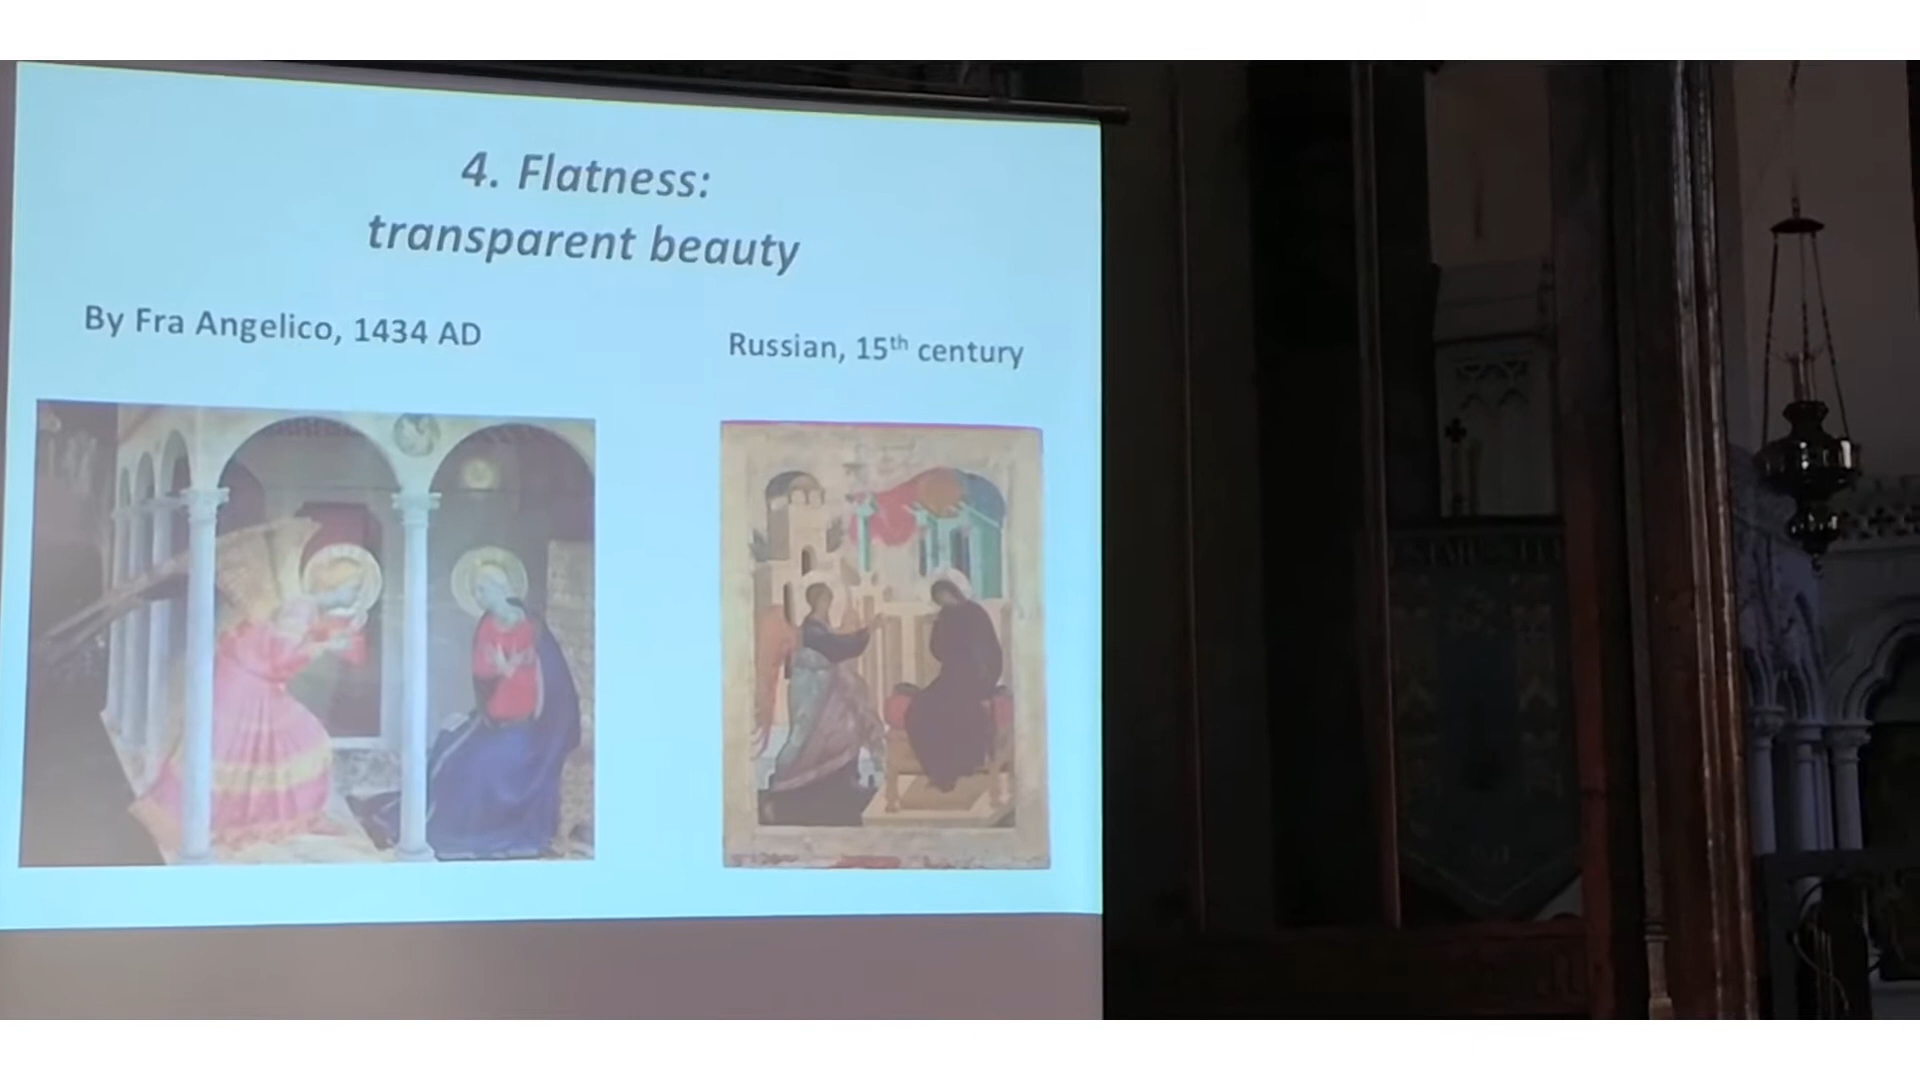 4. Flatness:
transparent beauty
By Fra Angelico, 1434 AD
Russian, 15th century